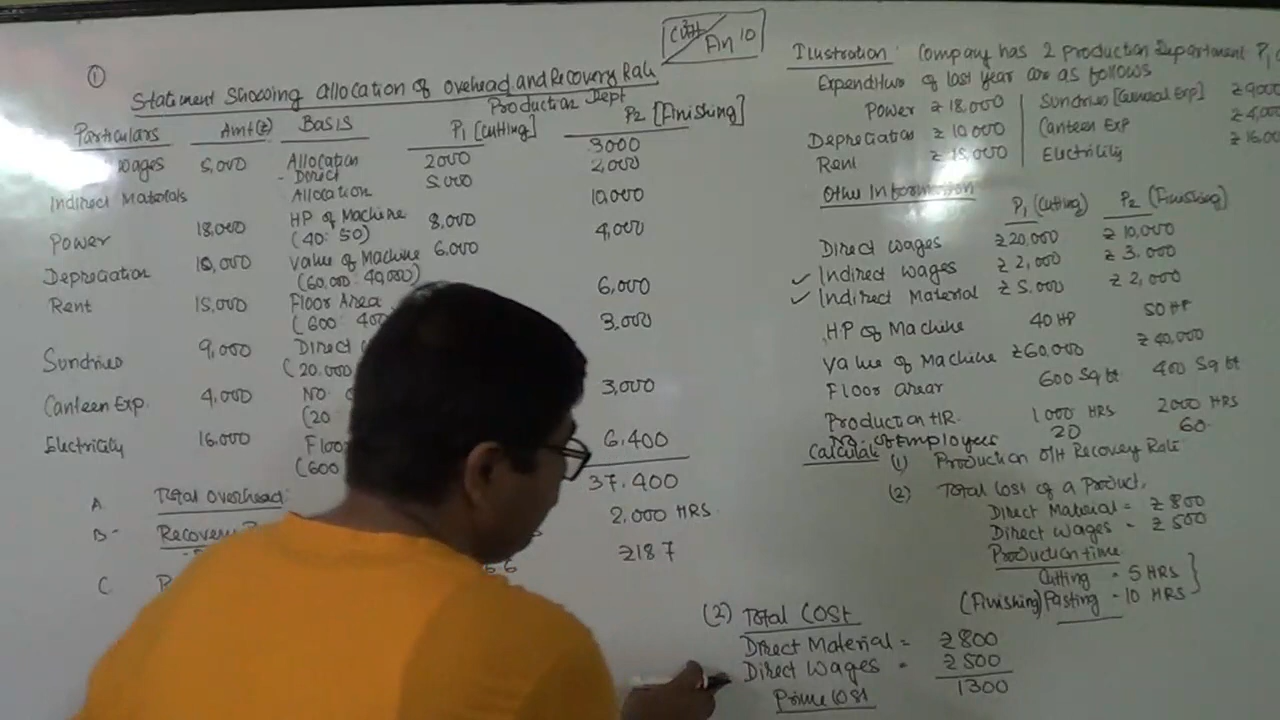 ①
Statement Showing allocation of overhead and Recovery Rate
Production Dept
Particulars Amt(₹) BASIS P1 [Cutting] P2 [Finishing]
Wages 5,000 Allocation 2000 3000
- Direct
Indirect Materials Allocation 5000 2,000
Power 18,000 HP of Machine 8,000 10,000
(40: 50)
Depreciation 10,000 Value of Machine 6,000 4,000
(60,000: 40,000)
Rent 15,000 Floor Area 6,000
(600: 400
Sundries 9,000 Direct 3,000
(20,000
Canteen Exp. 4,000 NO. 3,000
(20
Electricity 16,000 Floor 6,400
(600
A Total Overhead 37,400
B- Recovery 2,000 HRS
C ₹18.7
An 10
Illustration: Company has 2 production Department P1,
Expenditure of last year are as follows
Power ₹ 18,000 Sundries [General Exp]
Depreciation ₹ 10,000 Canteen Exp
Rent ₹ 15,000 Electricity
Other Information
P1 (Cutting) P2 (Finishing)
Direct Wages ₹ 20,000 ₹ 10,000
✓ Indirect Wages ₹ 2,000 ₹ 3,000
✓ Indirect Material ₹ 5,000 ₹ 2,000
HP of Machine 40 HP 50 HP
Value of Machine ₹60,000 ₹40,000
Floor arear 600 Sq ft 400 Sq ft
Production HR. 1000 HRS 2000 HRS
No. of Employees 20 60
Calculate (1) Production O/H Recovery Rate
(2) Total Cost of a Product,
Direct Material = ₹ 800
Direct Wages - ₹ 500
Production time
Cutting - 5 HRS
(Finishing) Pasting - 10 HRS
(2) Total COST
Direct Material = ₹800
Direct Wages = ₹500
Prime COST 1300